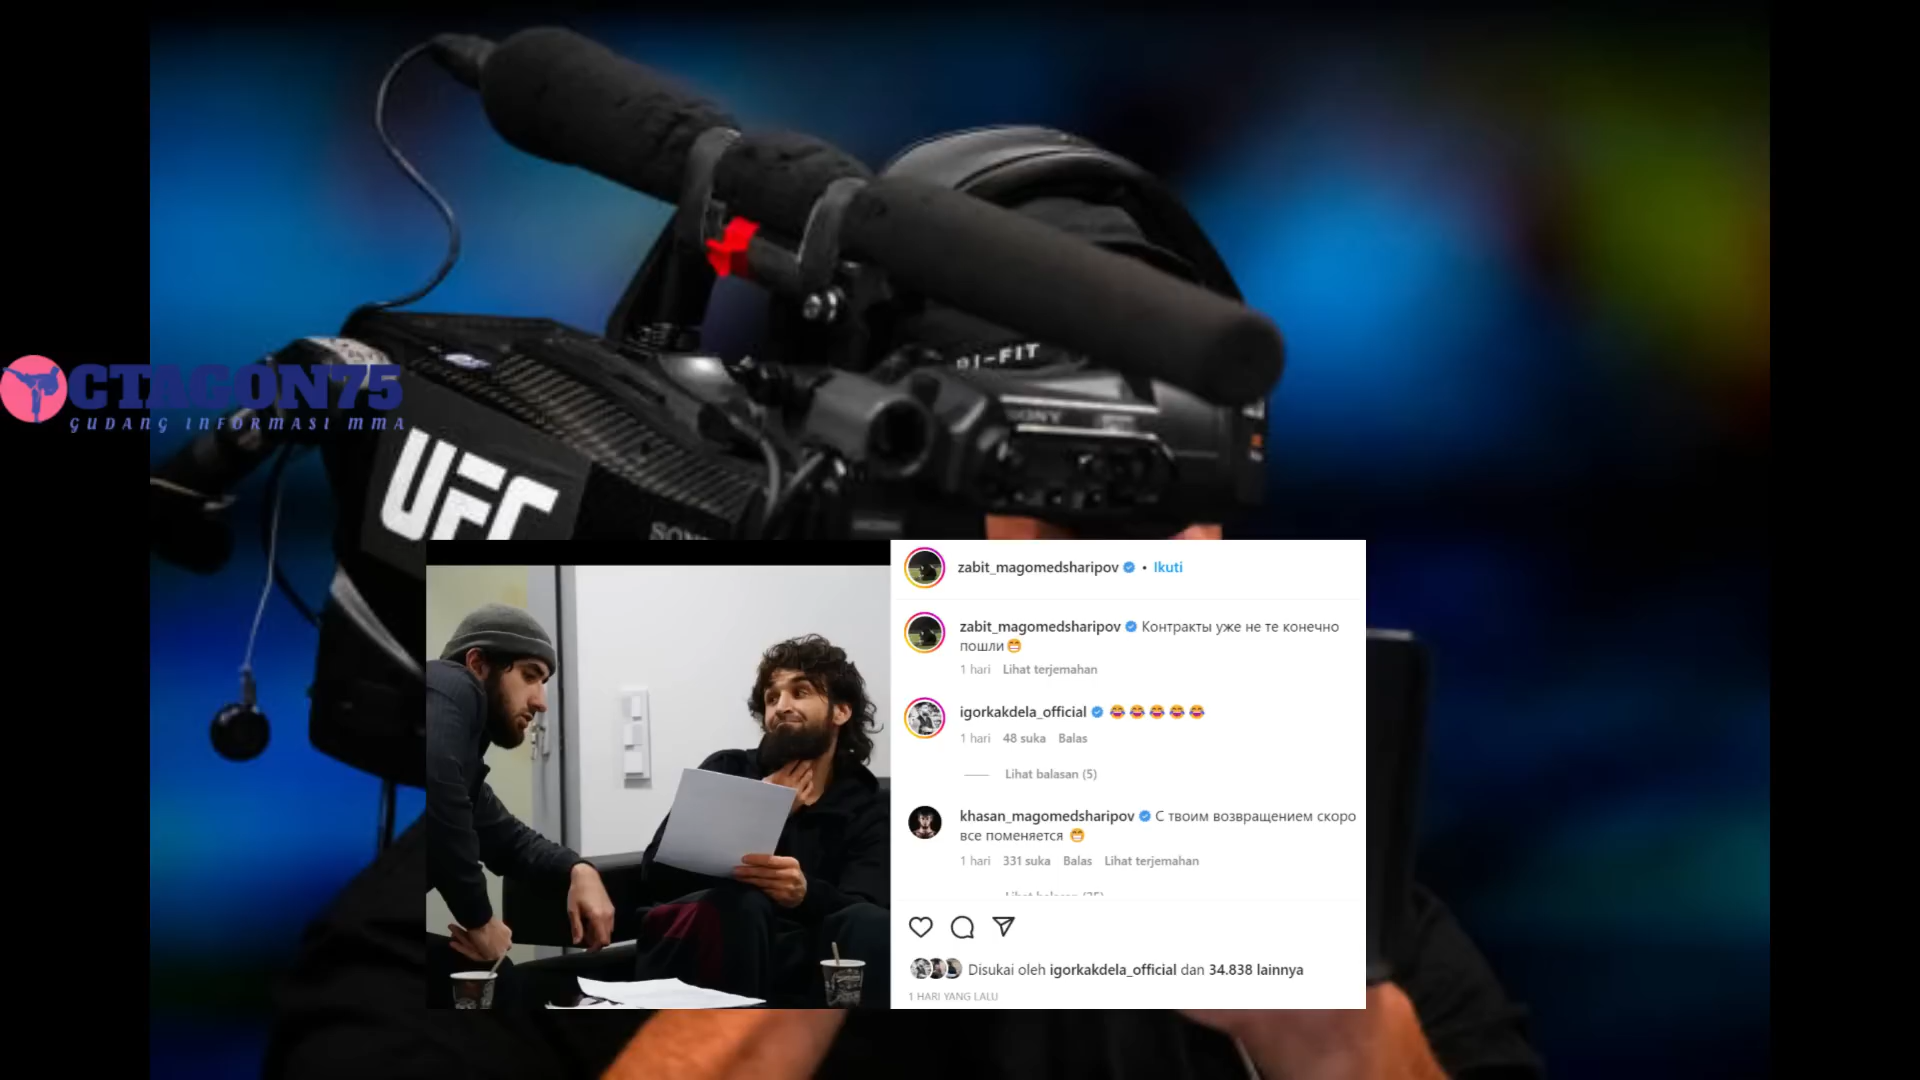 CTAGON75
GUDANG INFORMASI MMA
RI-FIT
SONY
UFC
SONY
zabit_magomedsharipov • Ikuti
zabit_magomedsharipov Контракты уже не те конечно
пошли😁
1 hari Lihat terjemahan
igorkakdela_official 😂😂😂😂😂
1 hari 48 suka Balas
Lihat balasan (5)
khasan_magomedsharipov С твоим возвращением скоро
все поменяется 😁
1 hari 331 suka Balas Lihat terjemahan
Disukai oleh igorkakdela_official dan 34.838 lainnya
1 HARI YANG LALU